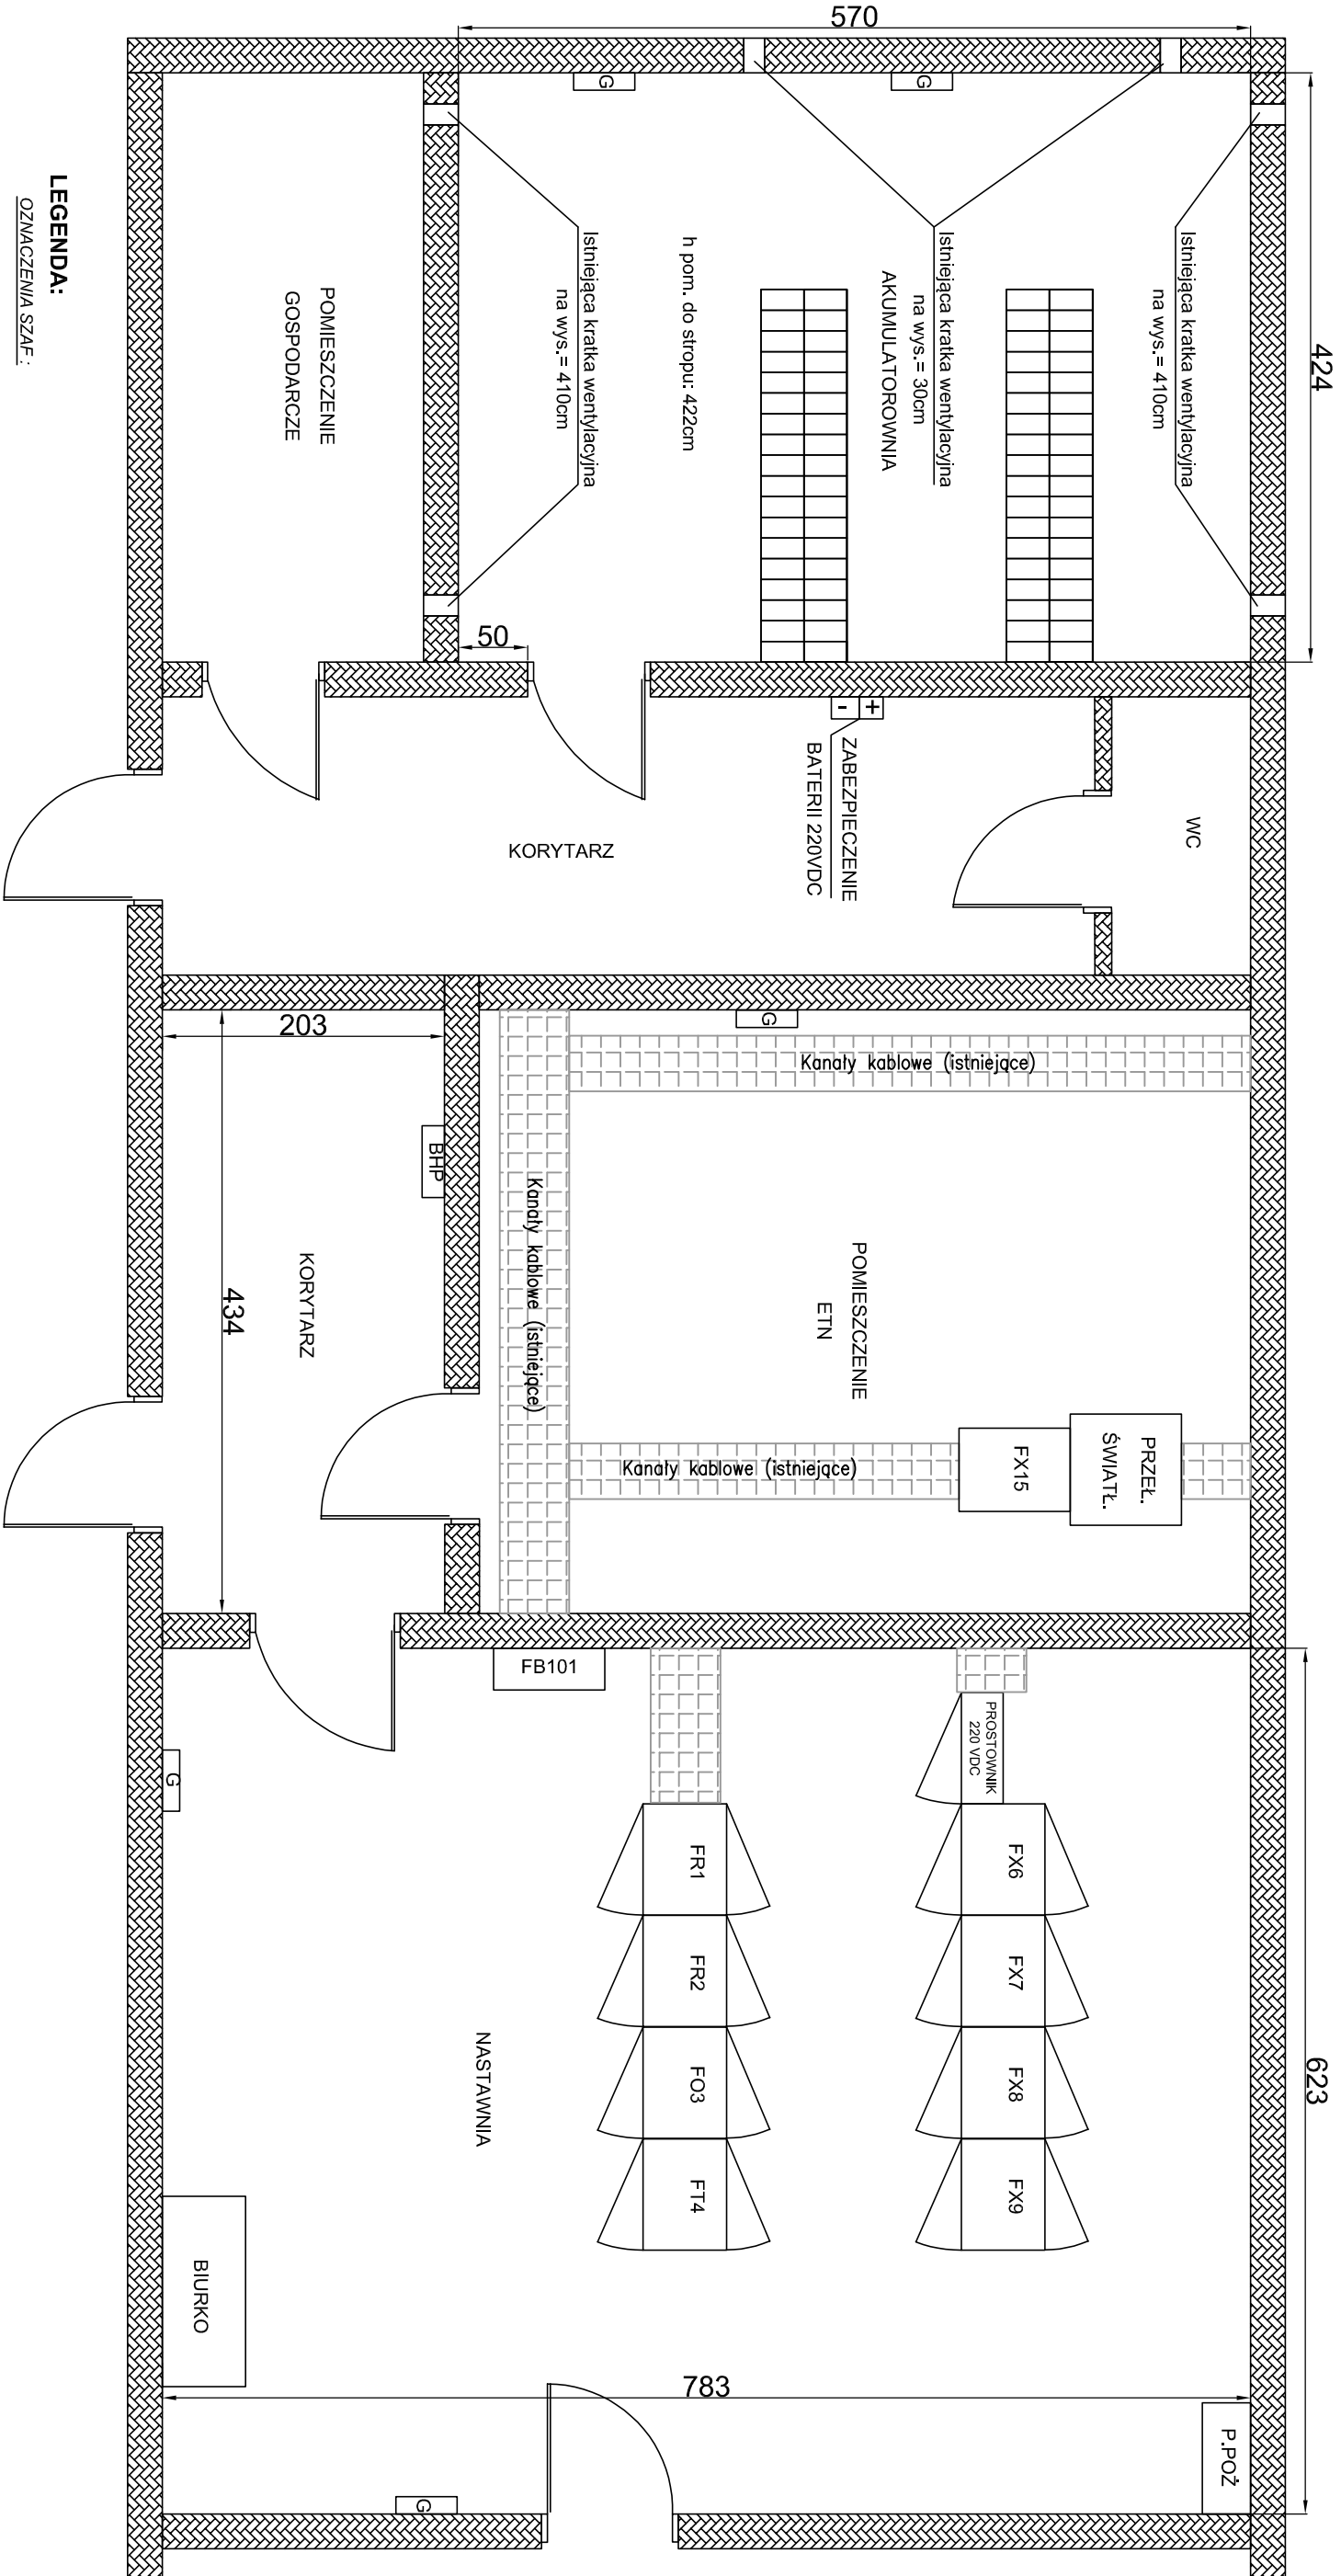 570
424
G
G
Istniejąca kratka wentylacyjna
na wys.= 410cm
Istniejąca kratka wentylacyjna
na wys.= 30cm
AKUMULATOROWNIA
h pom. do stropu: 422cm
Istniejąca kratka wentylacyjna
na wys.= 410cm
POMIESZCZENIE
GOSPODARCZE
LEGENDA:
OZNACZENIA SZAF :
50
+
-
ZABEZPIECZENIE
BATERII 220VDC
WC
KORYTARZ
203
G
Kanały kablowe (istniejące)
BHP
Kanały kablowe (istniejące)
POMIESZCZENIE
ETN
KORYTARZ
434
PRZEŁ.
ŚWIATŁ.
FX15
Kanały kablowe (istniejące)
FB101
PROSTOWNIK
220 VDC
G
FR1
FX6
FR2
FX7
623
NASTAWNIA
FO3
FX8
FT4
FX9
BIURKO
783
P.POŻ
G